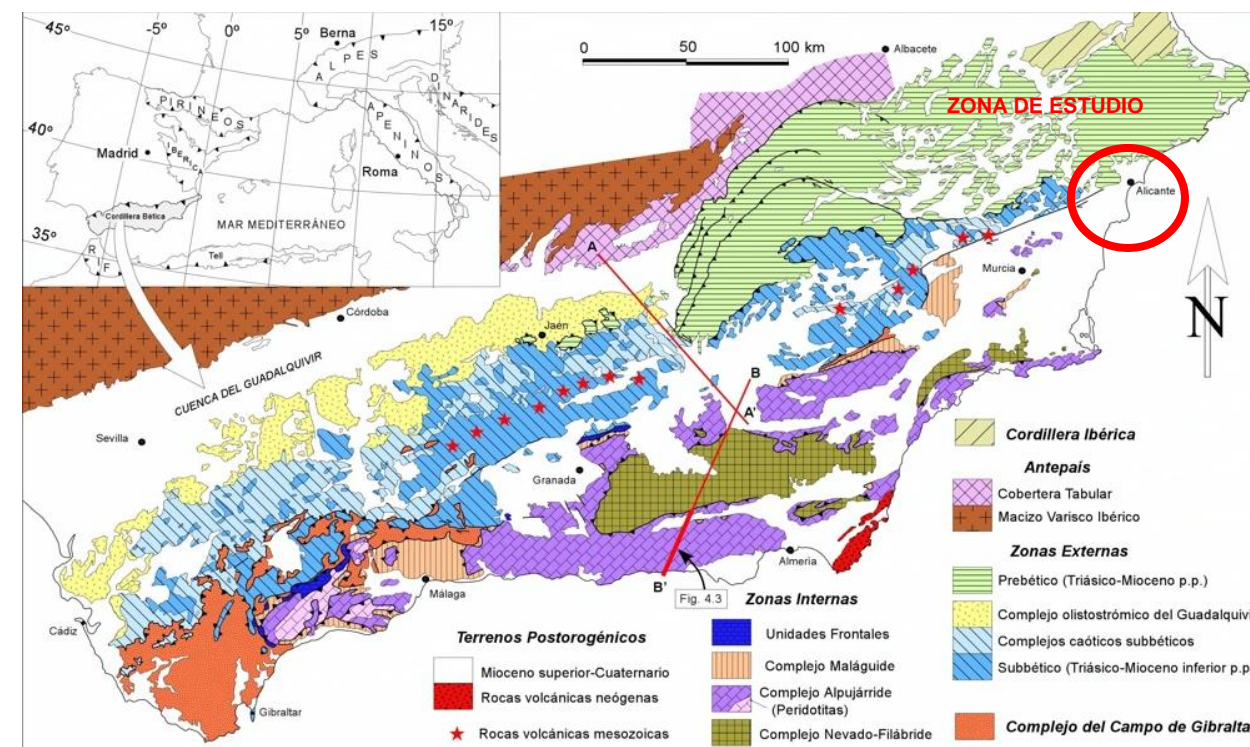 45º
-5º
0º
5º
15º
Berna
ALPES
DINARIDES
PIRINEOS
APENINOS
40º
IBERICA
Madrid
Roma
Cordillera Bética
MAR MEDITERRÁNEO
35º
RIF
Tell
0 50 100 km
Albacete
ZONA DE ESTUDIO
Alicante
A
Murcia
N
Córdoba
Jaén
CUENCA DEL GUADALQUIVIR
B
A'
Sevilla
Granada
Almería
B'
Fig. 4.3
Málaga
Cádiz
Gibraltar
Cordillera Ibérica
Antepaís
Cobertera Tabular
Macizo Varisco Ibérico
Zonas Externas
Prebético (Triásico-Mioceno p.p.)
Complejo olistostrómico del Guadalquivi
Complejos caóticos subbéticos
Subbético (Triásico-Mioceno inferior p.p
Complejo del Campo de Gibralta
Zonas Internas
Unidades Frontales
Complejo Maláguide
Complejo Alpujárride
(Peridotitas)
Complejo Nevado-Filábride
Terrenos Postorogénicos
Mioceno superior-Cuaternario
Rocas volcánicas neógenas
Rocas volcánicas mesozoicas